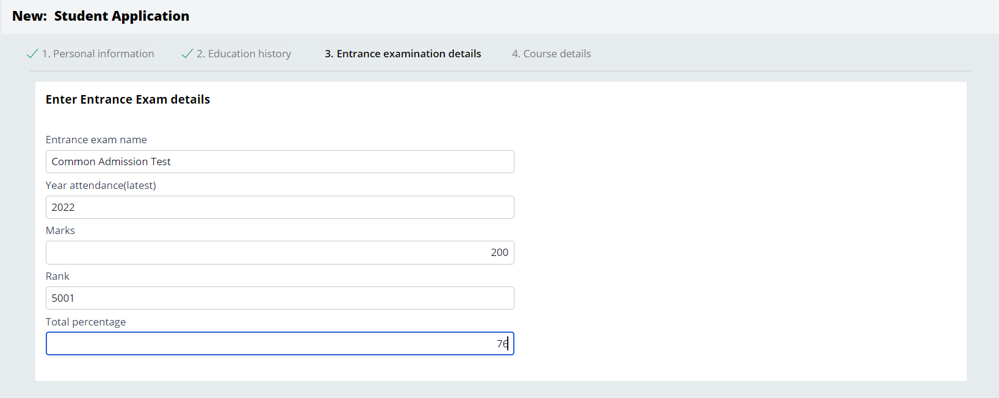 New: Student Application
1. Personal information 2. Education history 3. Entrance examination details 4. Course details
Enter Entrance Exam details
Entrance exam name
Common Admission Test
Year attendance(latest)
2022
Marks
200
Rank
5001
Total percentage
76